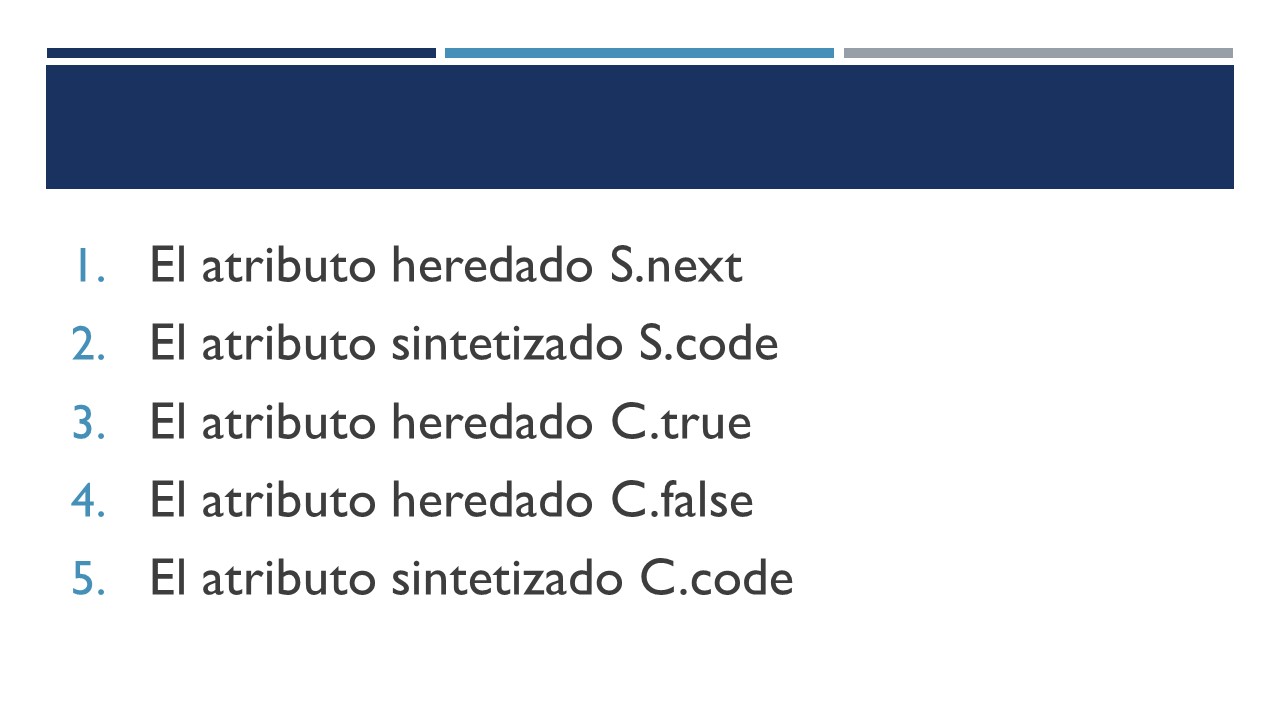 1. El atributo heredado S.next
2. El atributo sintetizado S.code
3. El atributo heredado C.true
4. El atributo heredado C.false
5. El atributo sintetizado C.code